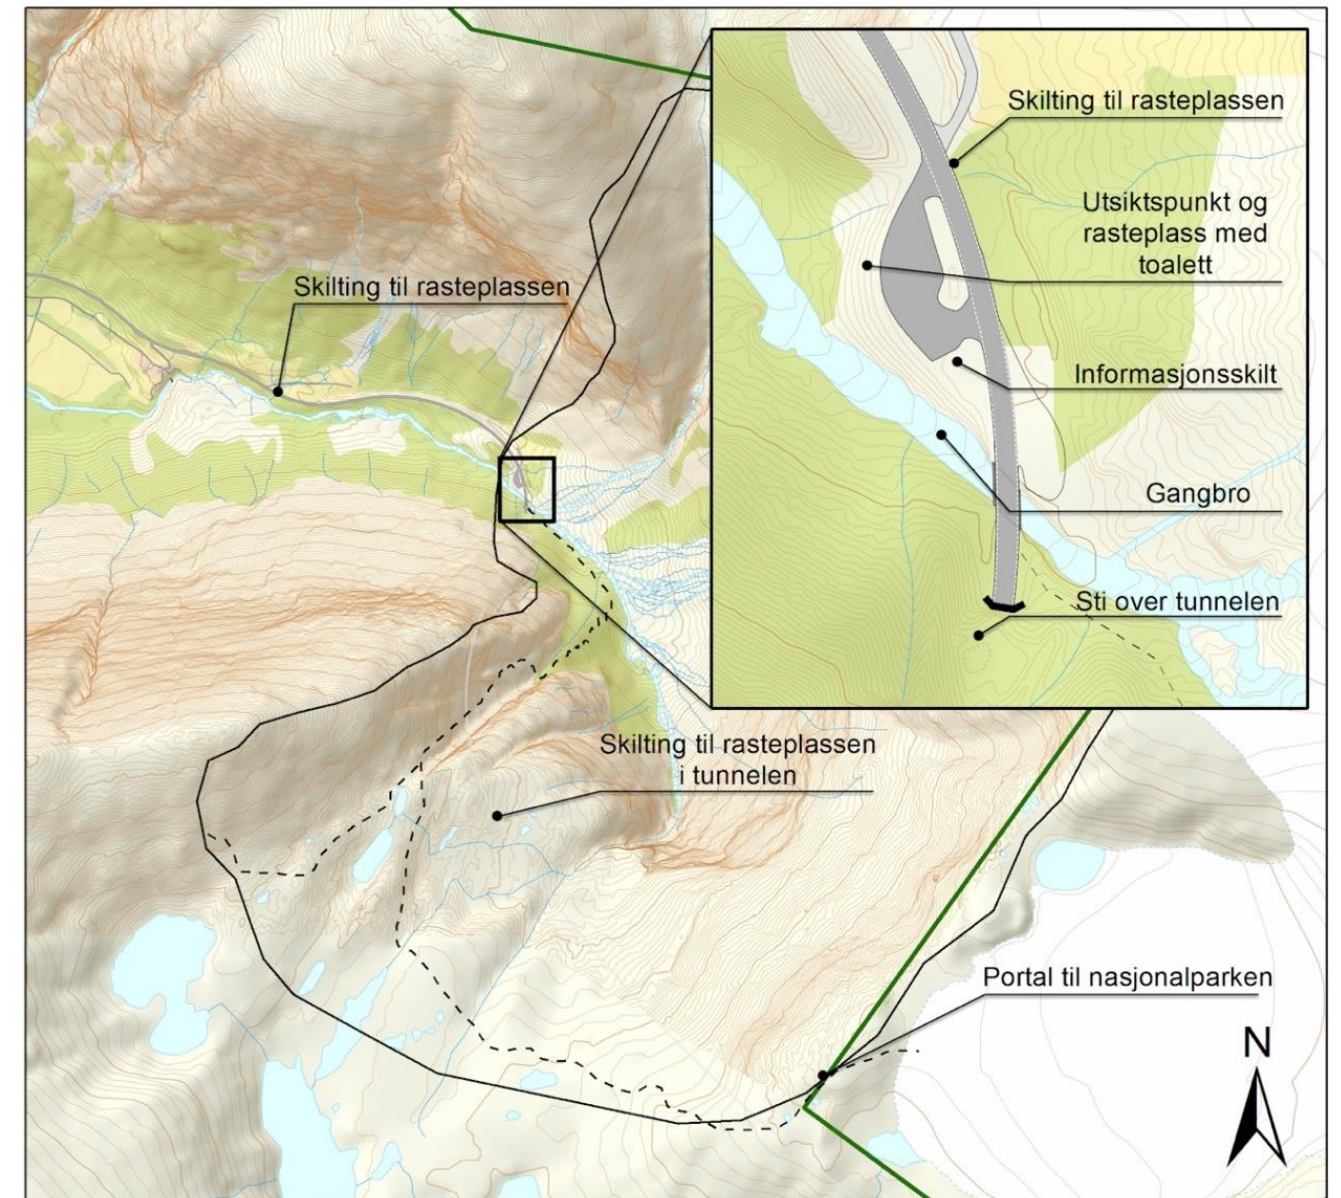 Skilting til rasteplassen
Utsiktspunkt og
rasteplass med
toalett
Skilting til rasteplassen
Informasjonsskilt
Gangbro
Sti over tunnelen
Skilting til rasteplassen
i tunnelen
Portal til nasjonalparken
N